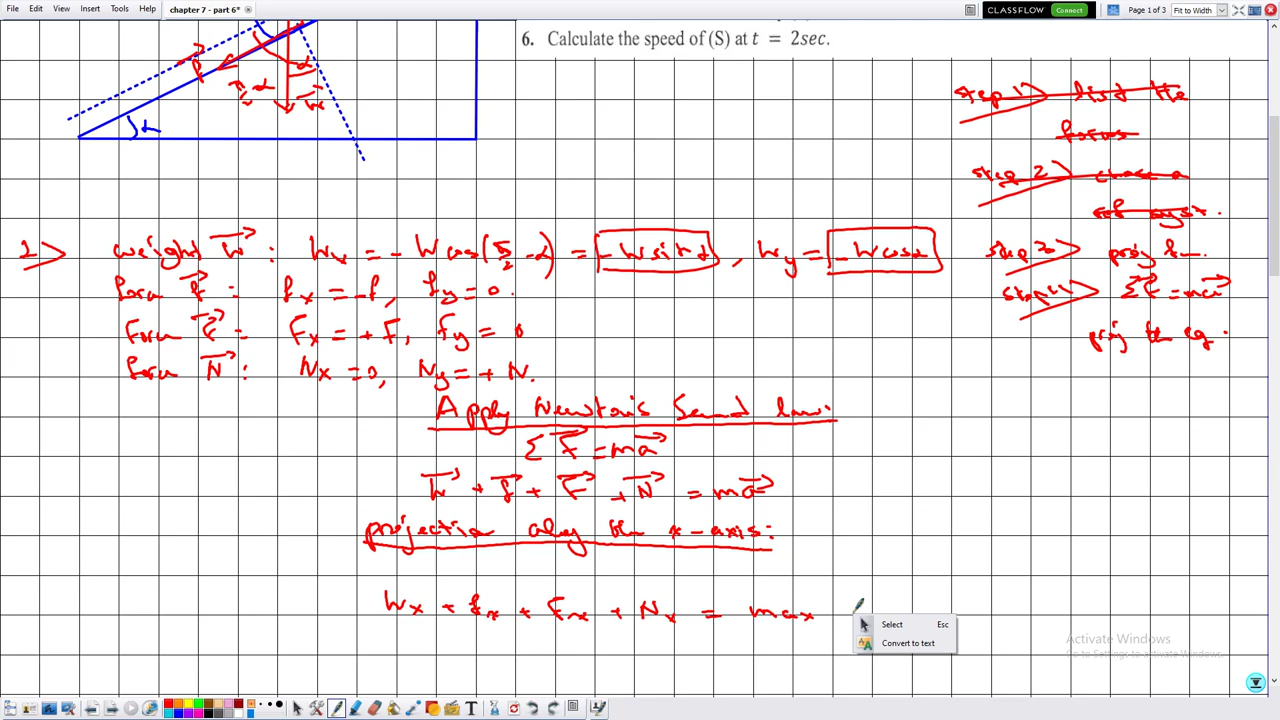 File Edit View Insert Tools Help chapter 7 - part 6* CLASSFLOW Connect Page 1 of 3 Fit to Width
6. Calculate the speed of (S) at t = 2sec.
f
α
π/2 - α
W
α
step 1> list the
forces
step 2> choose a
ref syst.
step 3>
step 4> ΣF = ma
proj the eq.
2> weight W : Wx = - W cos(π/2 - α) = - W sin α , Wy = - W cos α
force f : fx = - f, fy = 0.
Force F : Fx = + F, Fy = 0
force N : Nx = 0, Ny = + N.
Apply Newton's Second law:
ΣF = ma
W + f + F + N = ma
projection along the x-axis:
Wx + fx + Fx + Nx = max
Select Esc
Convert to text
Activate Windows
Go to Settings to activate Windows.